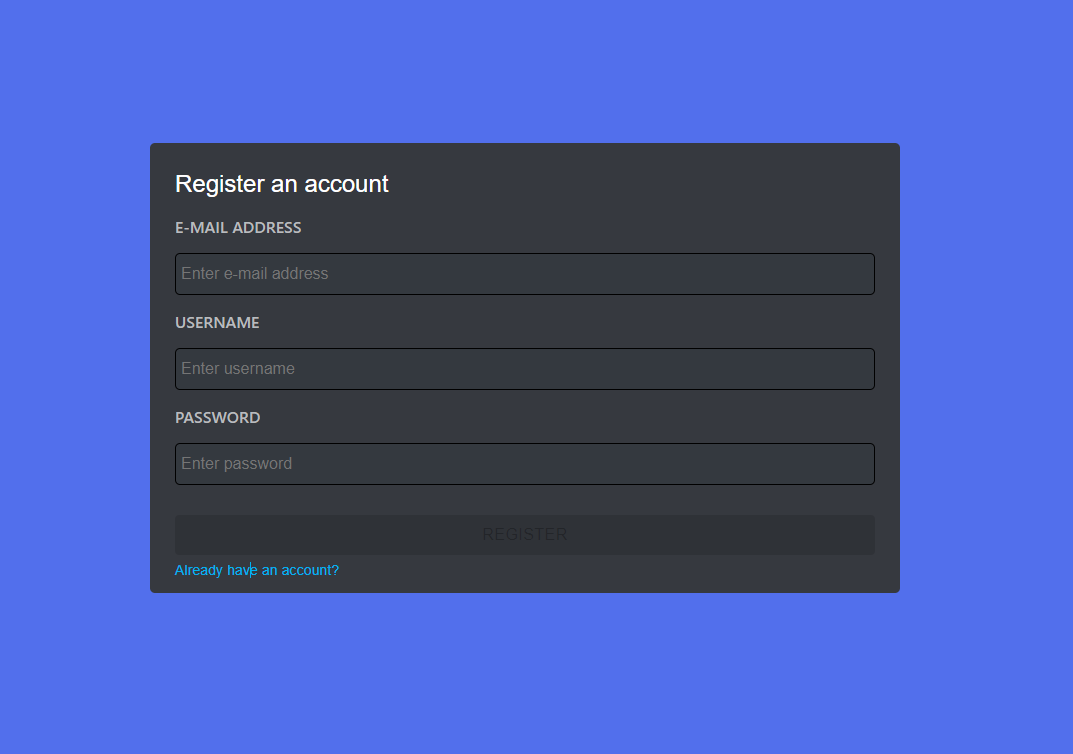 Register an account
E-MAIL ADDRESS
Enter e-mail address
USERNAME
Enter username
PASSWORD
Enter password
REGISTER
Already have an account?